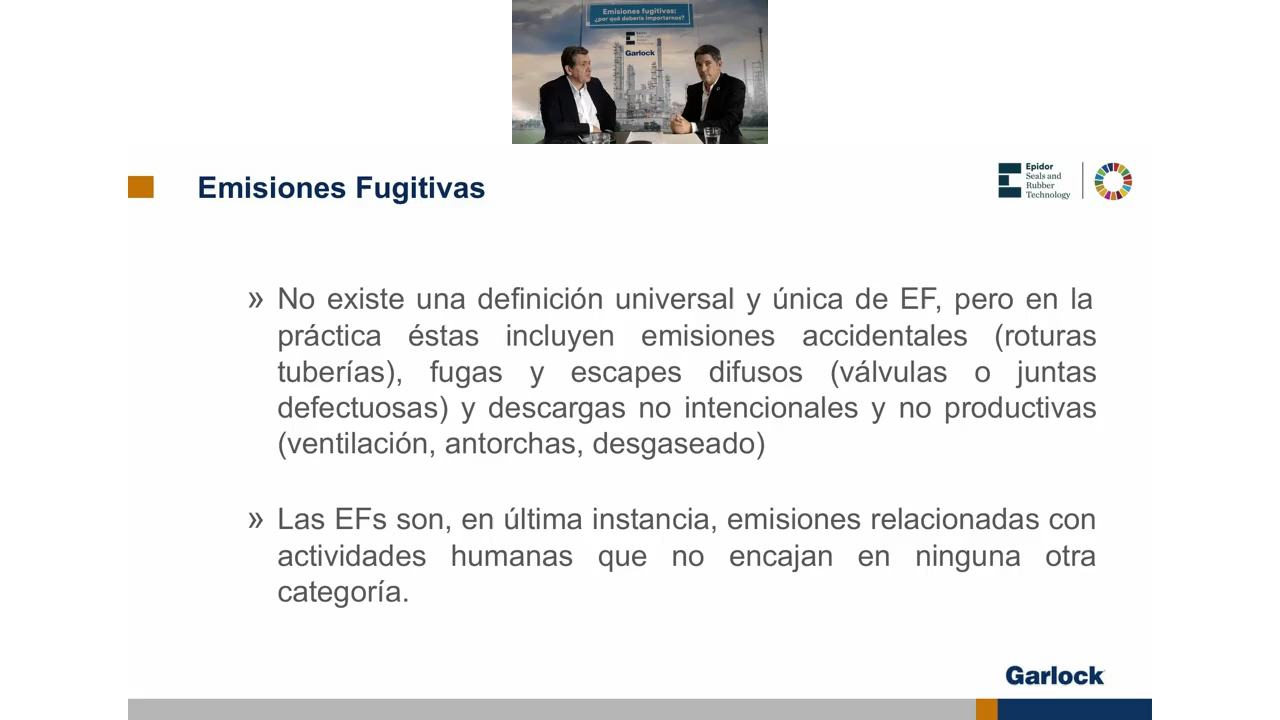 Emisiones fugitivas:
¿por qué debería importarnos?
Garlock
Emisiones Fugitivas
Epidor
Seals and
Rubber
Technology
» No existe una definición universal y única de EF, pero en la
práctica éstas incluyen emisiones accidentales (roturas
tuberías), fugas y escapes difusos (válvulas o juntas
defectuosas) y descargas no intencionales y no productivas
(ventilación, antorchas, desgaseado)
» Las EFs son, en última instancia, emisiones relacionadas con
actividades humanas que no encajan en ninguna otra
categoría.
Garlock